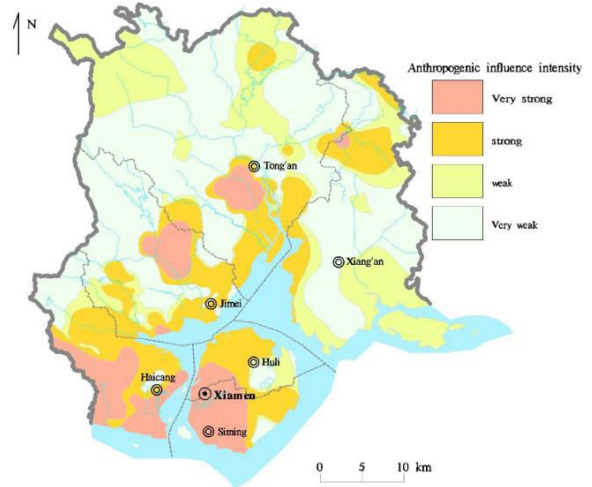 N
Anthropogenic influence intensity
Very strong
strong
weak
Very weak
Tong'an
Xiang'an
Jimei
Huli
Haicang
Xiamen
Siming
0 5 10 km